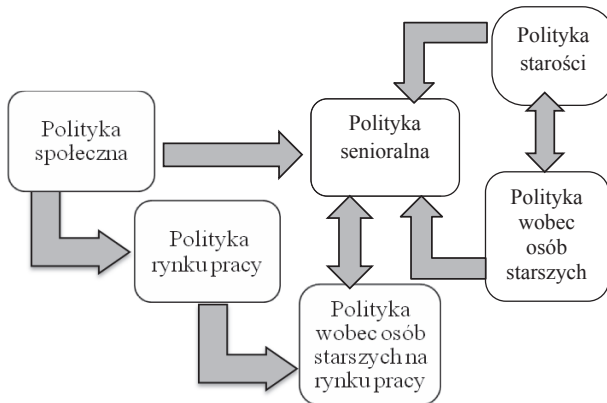 Polityka
społeczna
Polityka
senioralna
Polityka
starości
Polityka
rynku pracy
Polityka
wobec
osób
starszych
Polityka
wobec osób
starszych na
rynku pracy